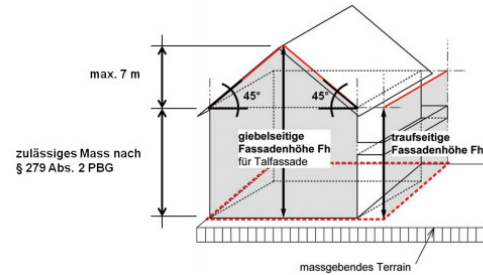 max. 7 m
45°
45°
giebelseitige
Fassadenhöhe Fh
für Talfassade
traufseitige
Fassadenhöhe Fh
zulässiges Mass nach
§ 279 Abs. 2 PBG
massgebendes Terrain